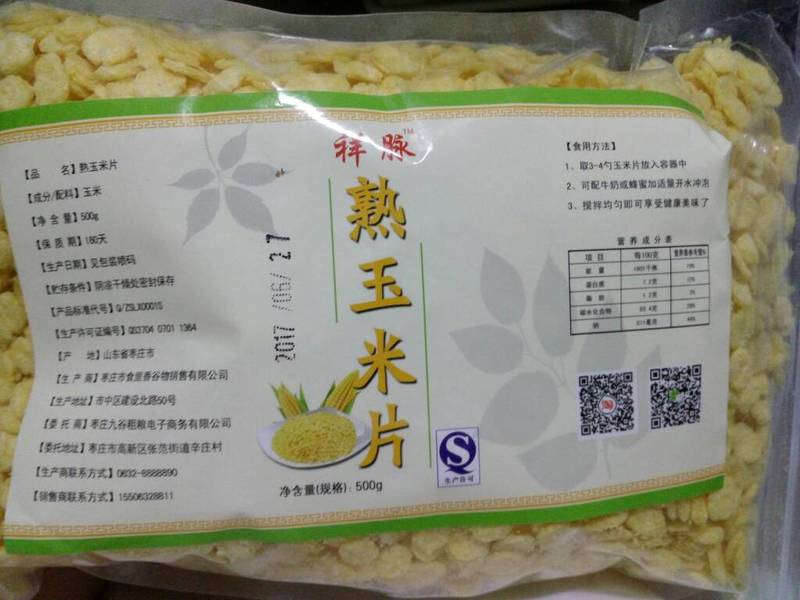 【品 名】熟玉米片
【成分/配料】玉米
【净 含 量】500g
【保 质 期】180天
【生产日期】见包装喷码
【贮存条件】阴凉干燥处密封保存
【产品标准代号】Q/ZSLX0001S
【生产许可证编号】QS3704 0701 1364
【产 地】山东省枣庄市
【生 产 商】枣庄市食里香谷物销售有限公司
【生产地址】市中区建设北路50号
【委 托 商】枣庄九谷粗粮电子商务有限公司
【委托地址】枣庄市高新区张范街道辛庄村
【生产商联系方式】0632-8888890
【销售商联系方式】15506328811
2017/06/27
祥脉TM
熟玉米片
净含量(规格): 500g
生产许可
【食用方法】
1、取3-4勺玉米片放入容器中
2、可配牛奶或蜂蜜加适量开水冲泡
3、搅拌均匀即可享受健康美味了
营养成分表
项目 每100克 营养素参考值%
能量
蛋白质
脂肪
碳水化合物
钠
淘